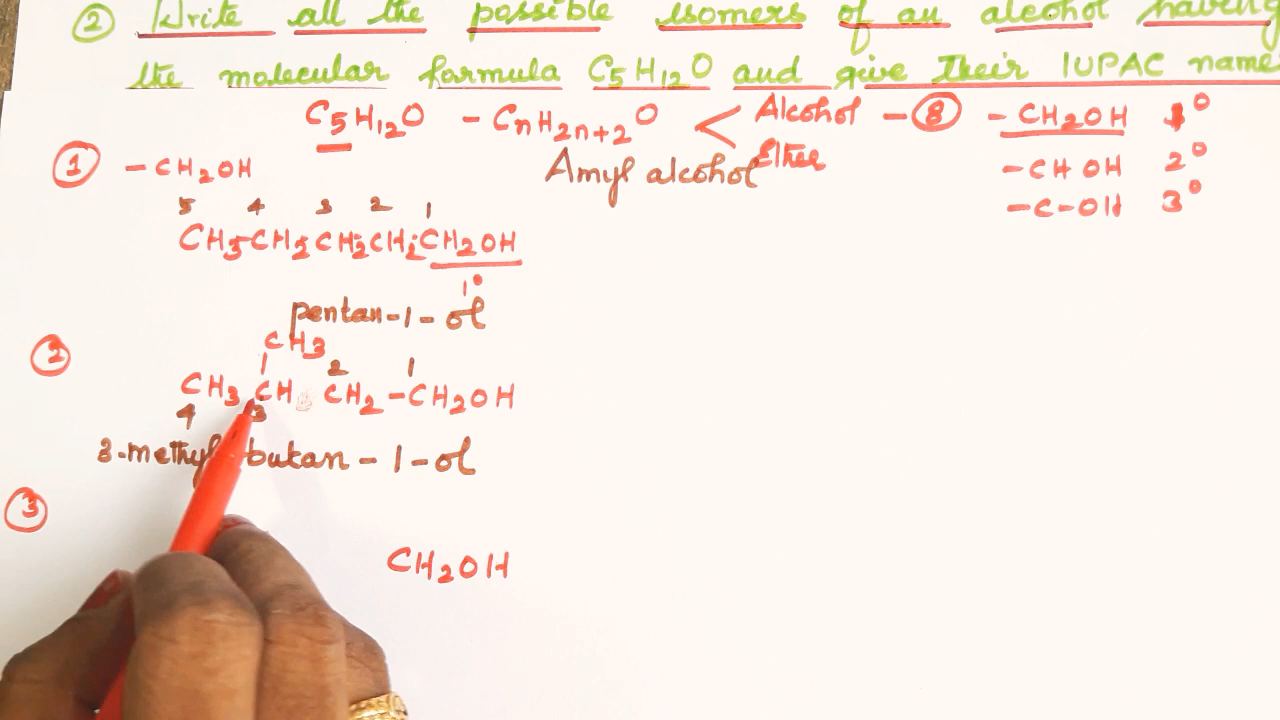 ② Write all the possible isomers of an alcohol having
the molecular formula C5H12O and give their IUPAC name
C5H12O - CnH2n+2O < Alcohol - ⑧ - CH2OH 1°
Ether
- CHOH 2°
- C-OH 3°
① - CH2OH Amyl alcohol
5 4 3 2 1
CH3CH2CH2CH2CH2OH
1°
pentan-1-ol
②
CH3
2 1
CH3 CH CH2 - CH2OH
4 3
3-methyl butan-1-ol
③
CH2OH